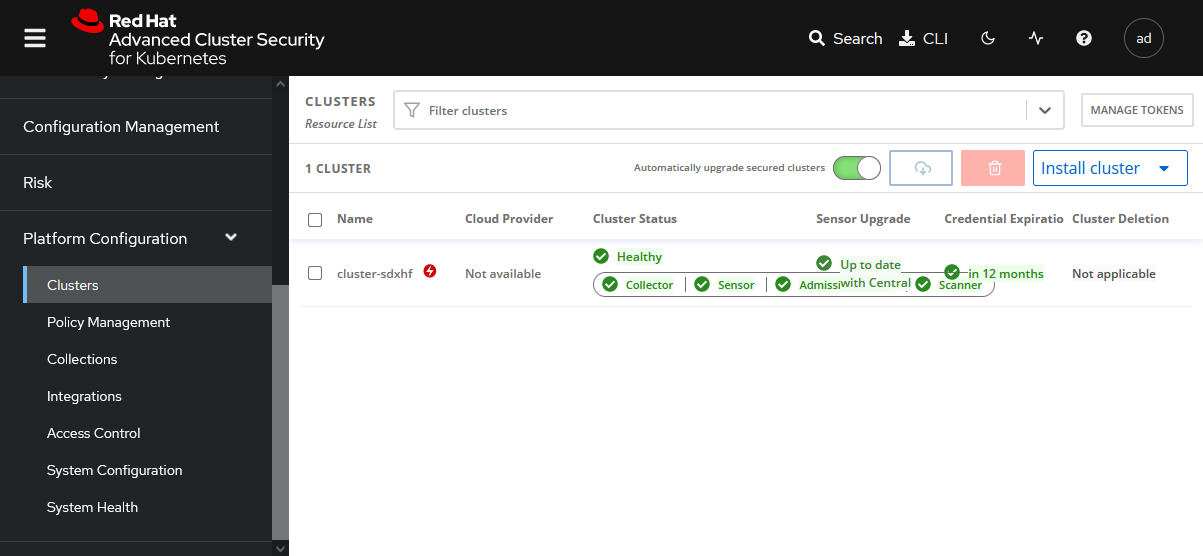 Red Hat
Advanced Cluster Security
for Kubernetes
Search
CLI
ad
Configuration Management
Risk
Platform Configuration
Clusters
Policy Management
Collections
Integrations
Access Control
System Configuration
System Health
CLUSTERS
Resource List
Filter clusters
MANAGE TOKENS
1 CLUSTER
Automatically upgrade secured clusters
Install cluster
Name Cloud Provider Cluster Status Sensor Upgrade Credential Expiratio Cluster Deletion
cluster-sdxhf
Not available
Healthy
Collector Sensor Admissi Scanner
Up to date
with Central
in 12 months
Not applicable